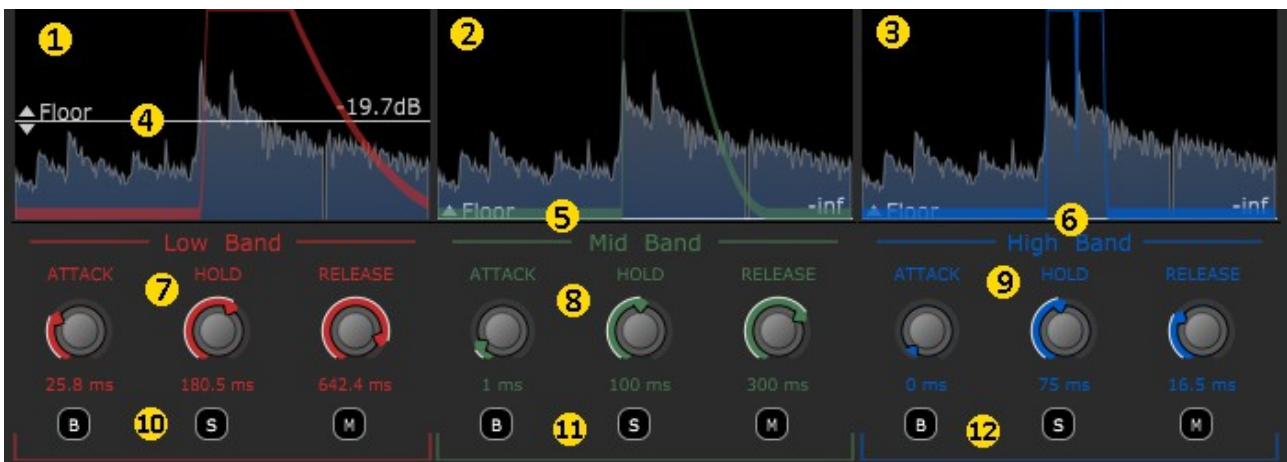 1 2 3
Floor 4 -19.7dB
Floor 5 -inf
Floor 6 -inf
Low Band Mid Band High Band
ATTACK 7 HOLD RELEASE ATTACK 8 HOLD RELEASE ATTACK 9 HOLD RELEASE
25.8 ms 180.5 ms 642.4 ms 1 ms 100 ms 300 ms 0 ms 75 ms 16.5 ms
B 10 S M B 11 S M B 12 S M